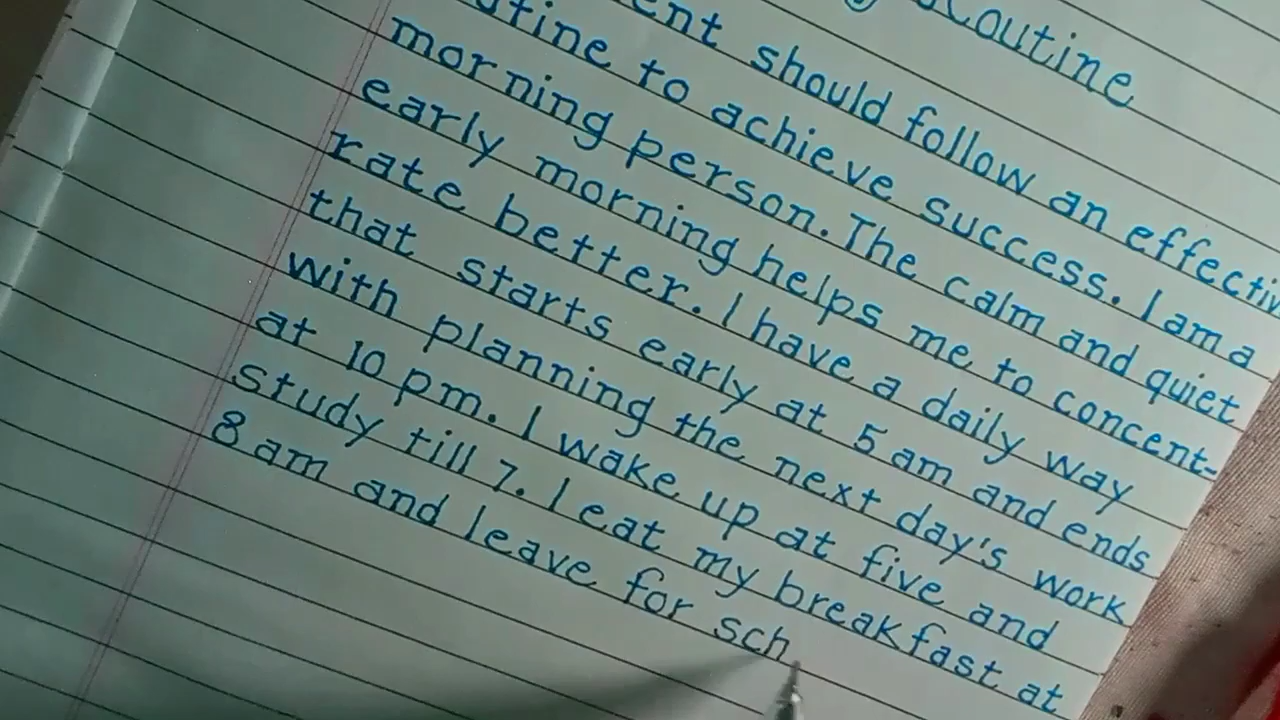 Routine
ent should follow an effectiv
utine to achieve success. I am a
morning person. The calm and quiet
early morning helps me to concent-
rate better. I have a daily way
that starts early at 5 am and ends
with planning the next day's work
at 10 pm. I wake up at five and
study till 7. I eat my breakfast at
8 am and leave for sch